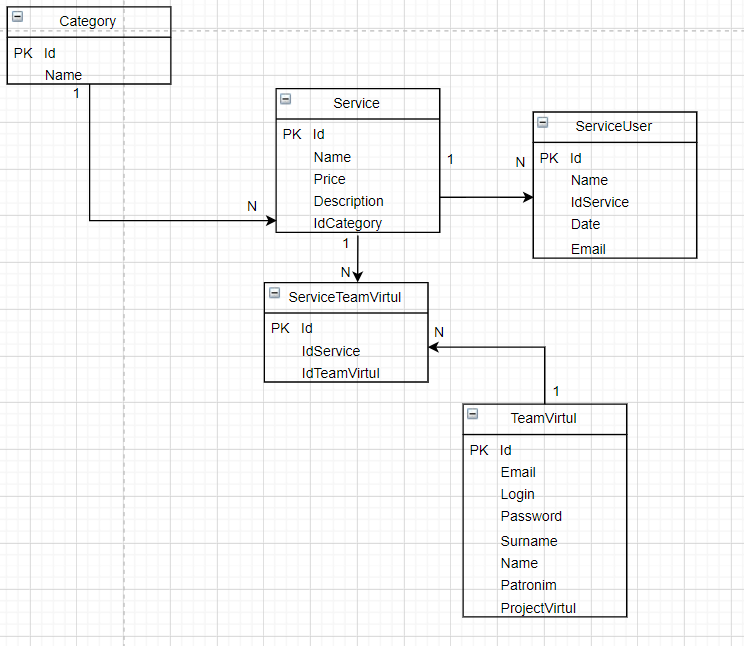 Category
PK Id
Name
1
N
Service
PK Id
Name
Price
Description
IdCategory
1
N
ServiceUser
PK Id
Name
IdService
Date
Email
1
N
ServiceTeamVirtul
PK Id
IdService
IdTeamVirtul
N
1
TeamVirtul
PK Id
Email
Login
Password
Surname
Name
Patronim
ProjectVirtul